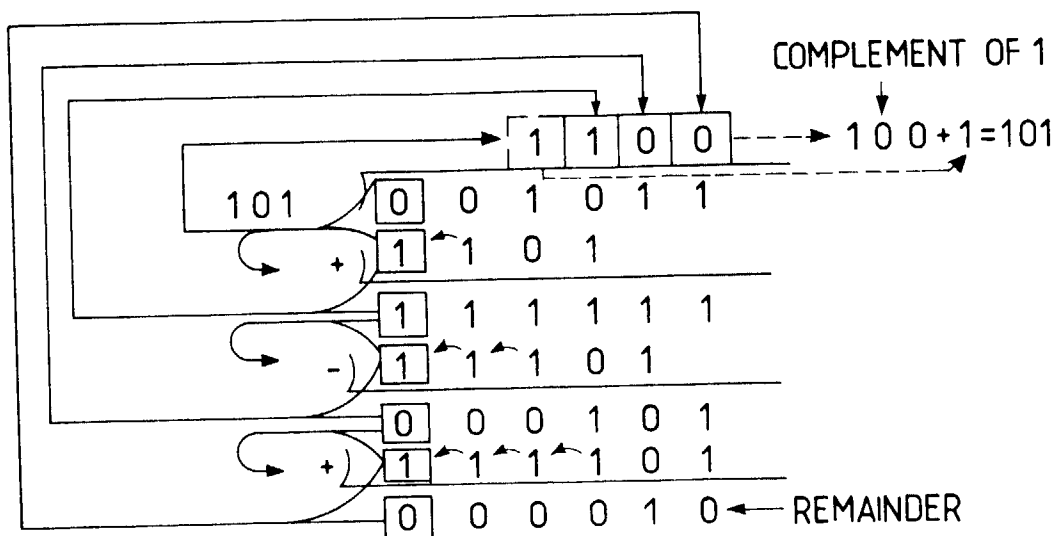 COMPLEMENT OF 1
1 1 0 0 1 0 0 + 1 = 101
101 0 0 1 0 1 1
+ 1 1 0 1
1 1 1 1 1 1
- 1 1 1 0 1
0 0 0 1 0 1
+ 1 1 1 1 0 1
0 0 0 0 1 0 REMAINDER